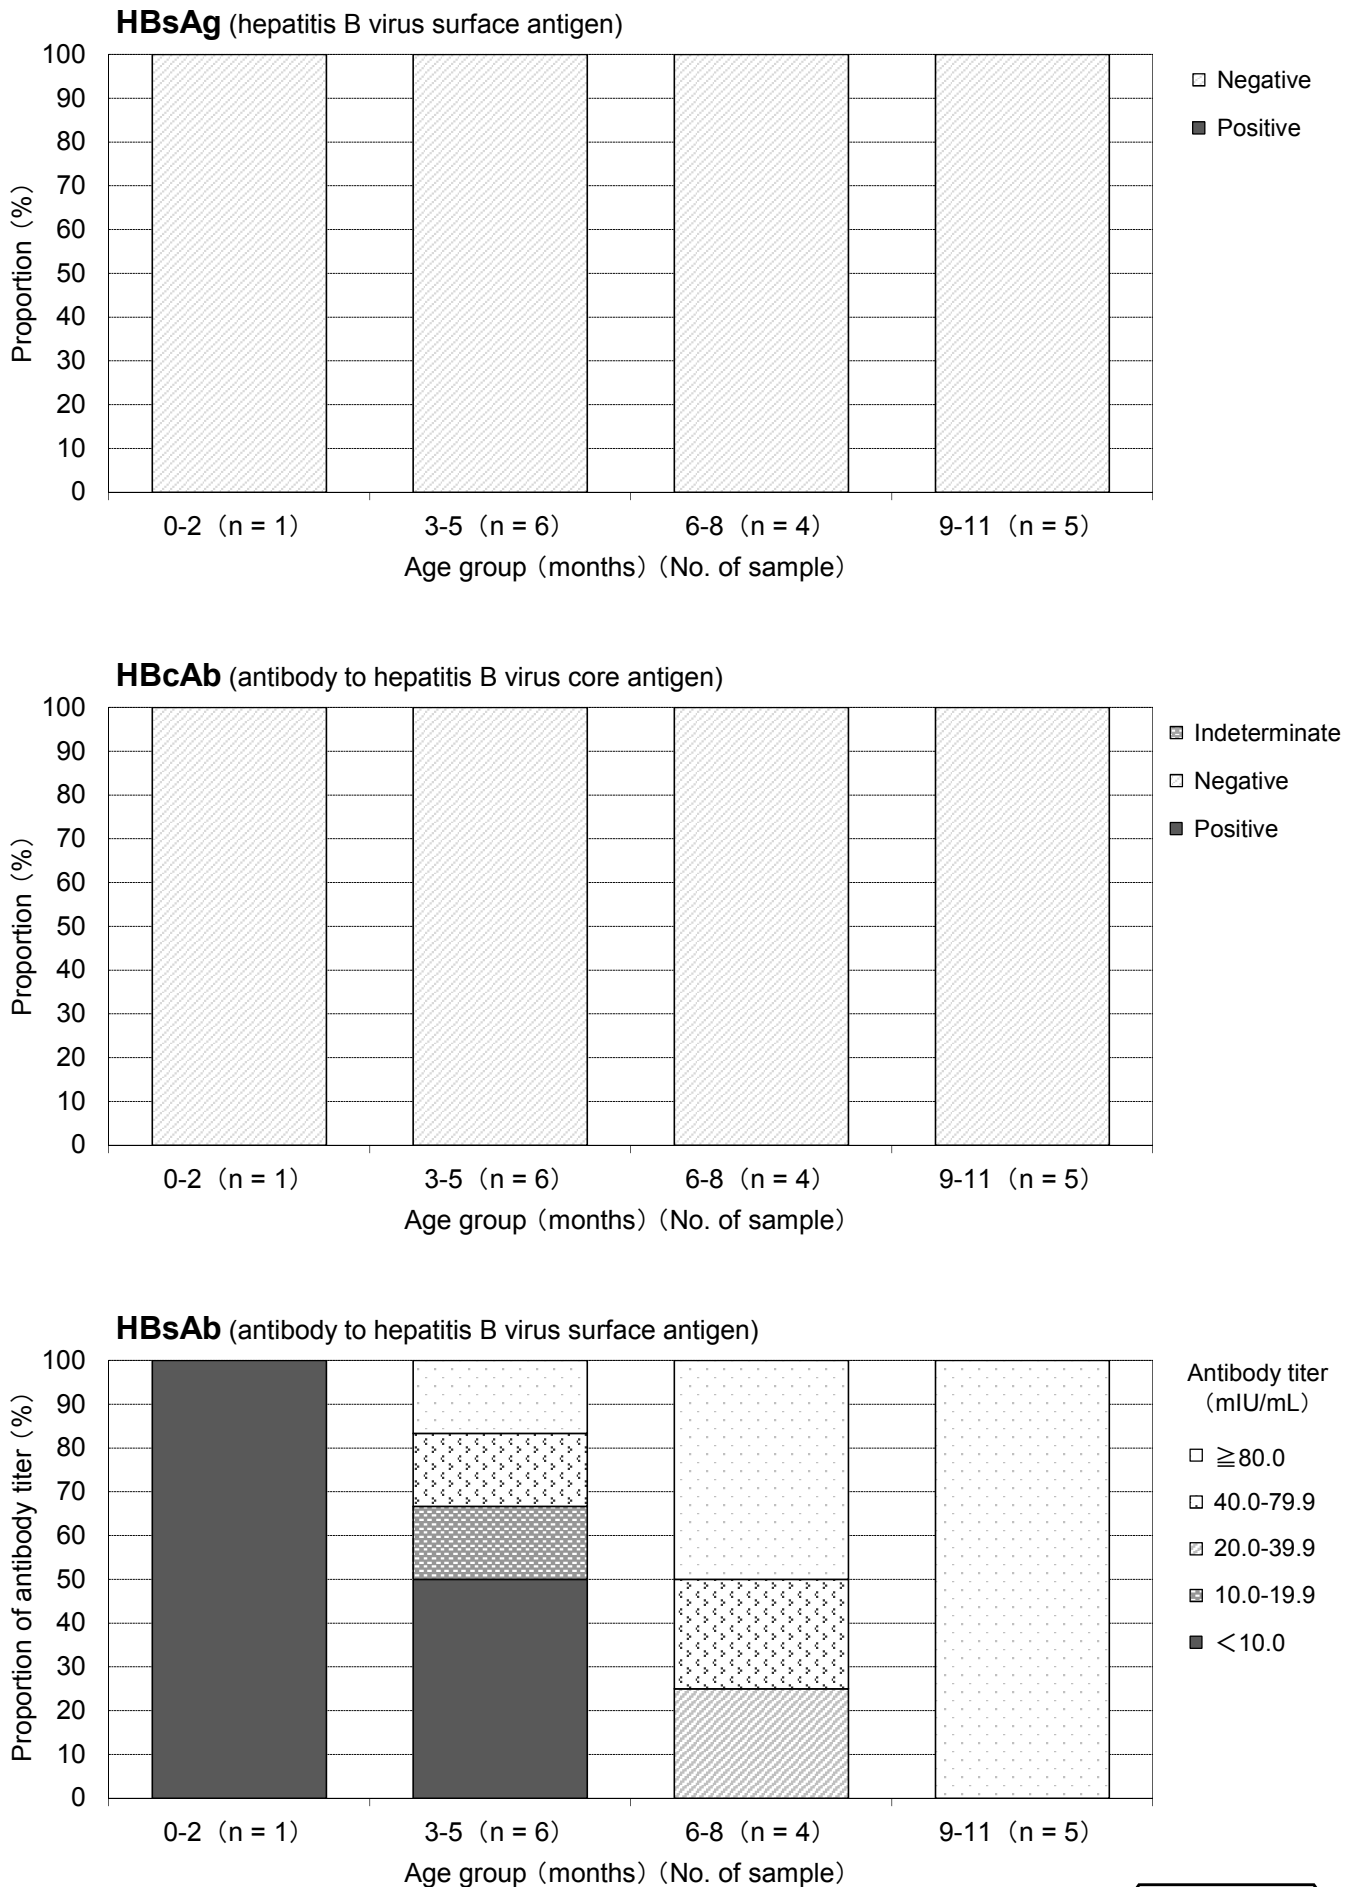 HBsAg (hepatitis B virus surface antigen)
100
90
80
70
60
50
40
30
20
10
0
Proportion（%）
□ Negative
■ Positive
0-2（n = 1） 3-5（n = 6） 6-8（n = 4） 9-11（n = 5）
Age group（months）（No. of sample）
HBcAb (antibody to hepatitis B virus core antigen)
100
90
80
70
60
50
40
30
20
10
0
Proportion（%）
Indeterminate
Negative
Positive
0-2（n = 1） 3-5（n = 6） 6-8（n = 4） 9-11（n = 5）
Age group（months）（No. of sample）
HBsAb (antibody to hepatitis B virus surface antigen)
100
90
80
70
60
50
40
30
20
10
0
Proportion of antibody titer（%）
Antibody titer
（mIU/mL）
≧80.0
40.0-79.9
20.0-39.9
10.0-19.9
＜10.0
0-2（n = 1） 3-5（n = 6） 6-8（n = 4） 9-11（n = 5）
Age group（months）（No. of sample）